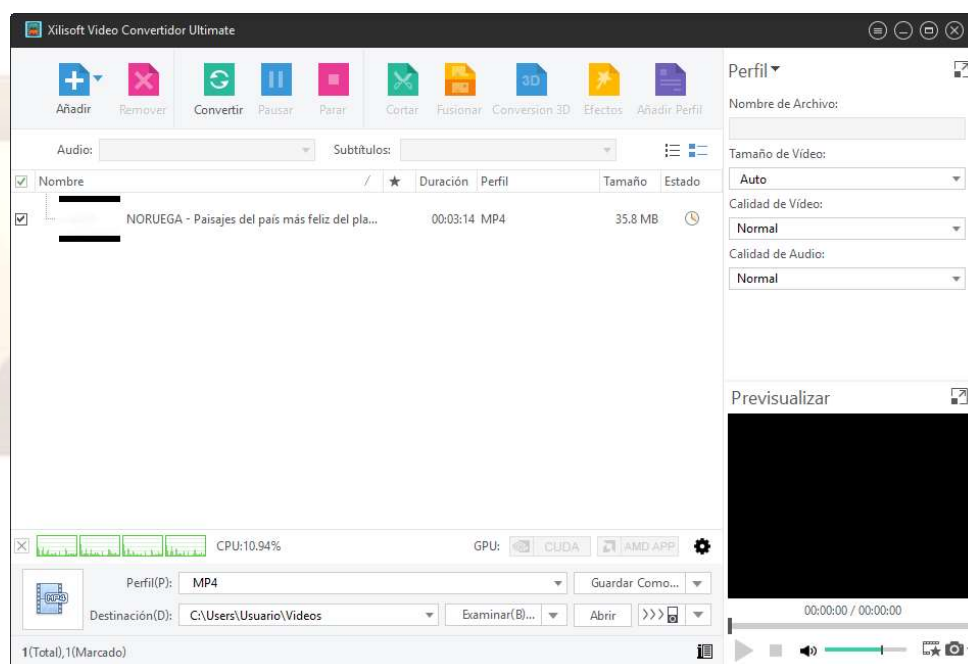 Xilisoft Video Convertidor Ultimate
Añadir Remover Convertir Pausar Parar Cortar Fusionar Conversion 3D Efectos Añadir Perfil
3D
Audio: Subtítulos:
Nombre / ★ Duración Perfil Tamaño Estado
NORUEGA - Paisajes del país más feliz del pla... 00:03:14 MP4 35.8 MB
CPU:10.94% GPU: CUDA AMD APP
Perfil(P): MP4 Guardar Como...
MP4
Destinación(D): C:\Users\Usuario\Videos Examinar(B)... Abrir >>>
1(Total),1(Marcado)
Perfil
Nombre de Archivo:
Tamaño de Vídeo:
Auto
Calidad de Vídeo:
Normal
Calidad de Audio:
Normal
Previsualizar
00:00:00 / 00:00:00